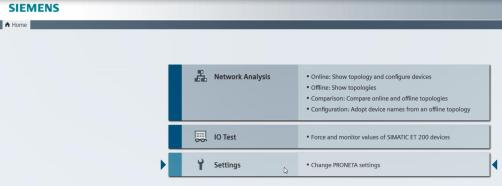 SIEMENS
Home
Network Analysis
• Online: Show topology and configure devices
• Offline: Show topologies
• Comparison: Compare online and offline topologies
• Configuration: Adopt device names from an offline topology
IO Test
• Force and monitor values of SIMATIC ET 200 devices
Settings
• Change PRONETA settings